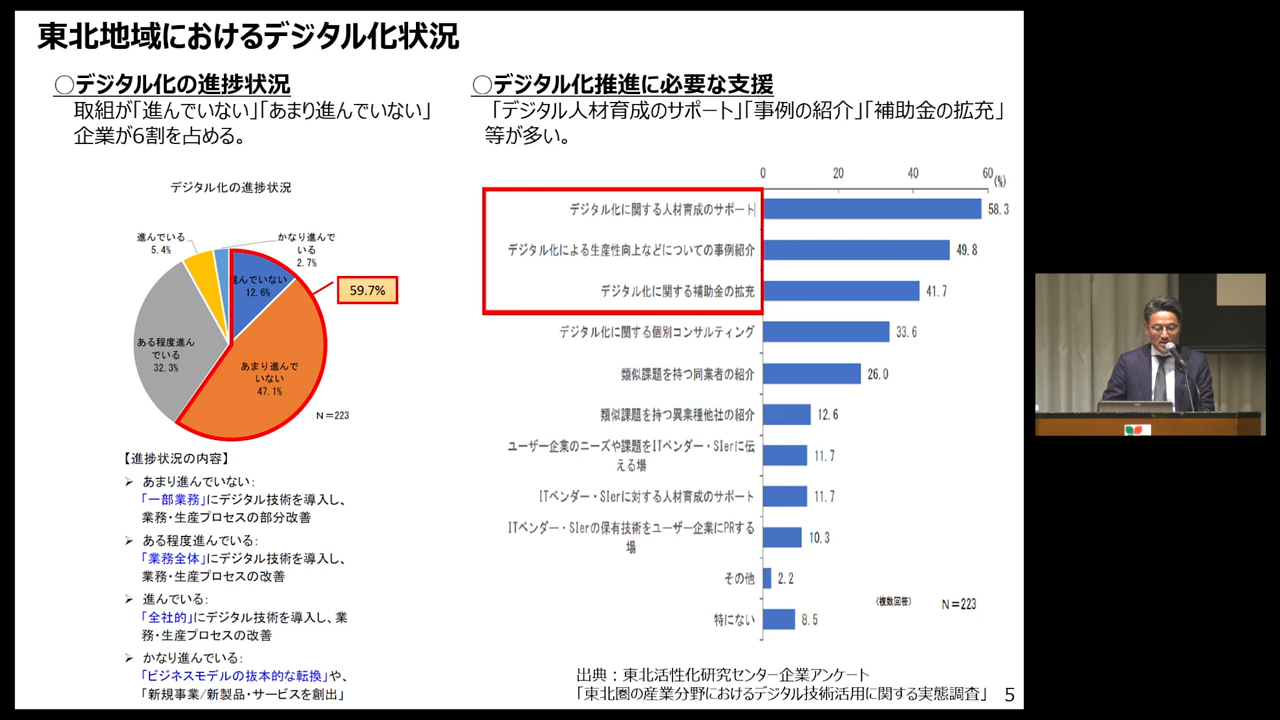 東北地域におけるデジタル化状況
○デジタル化の進捗状況
取組が「進んでいない」「あまり進んでいない」
企業が6割を占める。
デジタル化の進捗状況
進んでいる
5.4%
かなり進んで
いる
2.7%
進んでいない
12.6%
59.7%
ある程度進ん
でいる
32.3%
あまり進んで
いない
47.1%
N＝223
【進捗状況の内容】
➢ あまり進んでいない：
「一部業務」にデジタル技術を導入し、
業務・生産プロセスの部分改善
➢ ある程度進んでいる：
「業務全体」にデジタル技術を導入し、
業務・生産プロセスの改善
➢ 進んでいる：
「全社的」にデジタル技術を導入し、業
務・生産プロセスの改善
➢ かなり進んでいる：
「ビジネスモデルの抜本的な転換」や、
「新規事業/新製品・サービスを創出」
○デジタル化推進に必要な支援
「デジタル人材育成のサポート」「事例の紹介」「補助金の拡充」
等が多い。
0 20 40 60 (%)
デジタル化に関する人材育成のサポート 58.3
デジタル化による生産性向上などについての事例紹介 49.8
デジタル化に関する補助金の拡充 41.7
デジタル化に関する個別コンサルティング 33.6
類似課題を持つ同業者の紹介 26.0
類似課題を持つ異業種他社の紹介 12.6
ユーザー企業のニーズや課題をITベンダー・SIerに伝
える場 11.7
ITベンダー・SIerに対する人材育成のサポート 11.7
ITベンダー・SIerの保有技術をユーザー企業にPRする
場 10.3
その他 2.2
特にない 8.5
（複数回答） N＝223
出典：東北活性化研究センター企業アンケート
「東北圏の産業分野におけるデジタル技術活用に関する実態調査」 5